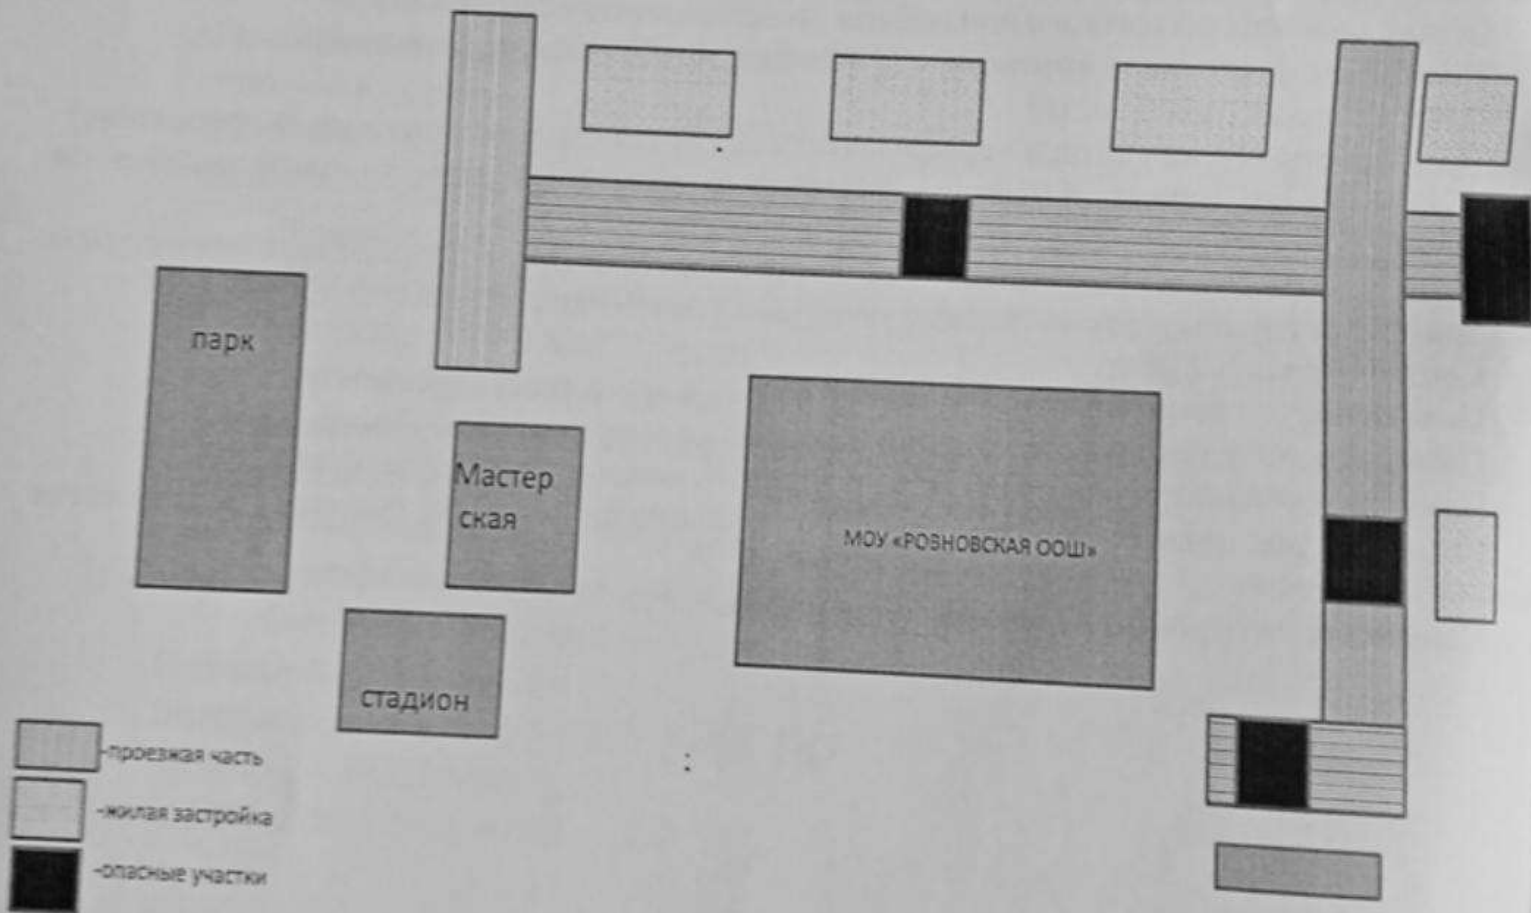 парк
Мастер
ская
МОУ «РОЗНОВСКАЯ ООШ»
стадион
-проезжая часть
-жилая застройка
-опасные участки